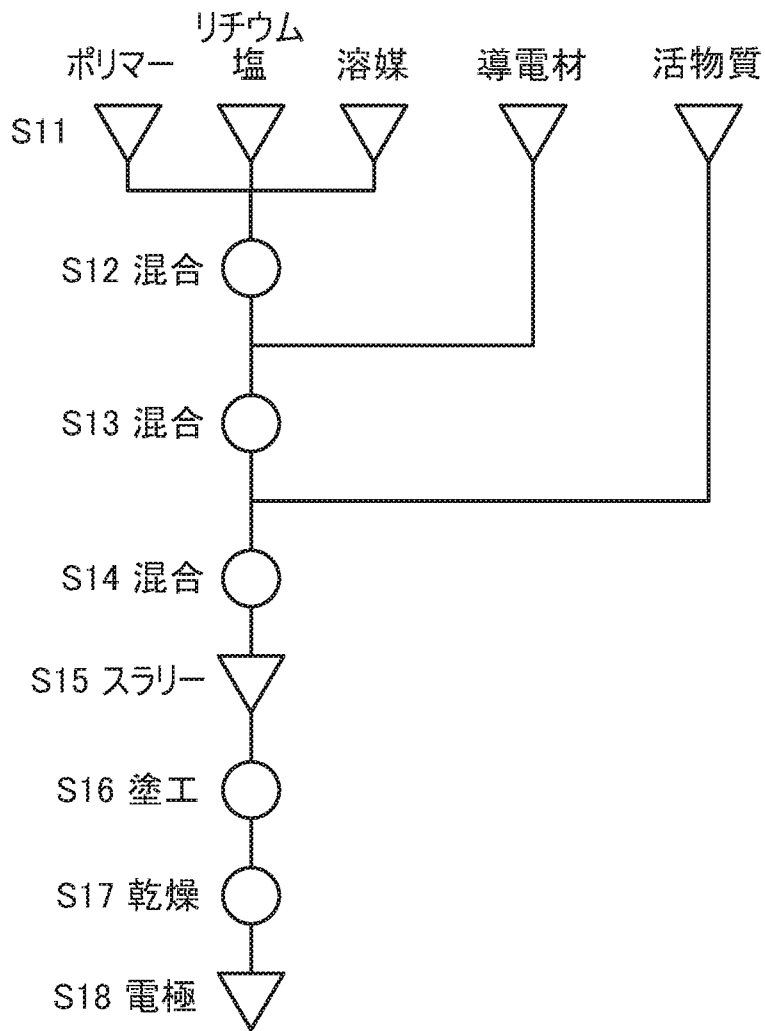 リチウム
ポリマー 塩 溶媒 導電材 活物質
S11
S12 混合
S13 混合
S14 混合
S15 スラリー
S16 塗工
S17 乾燥
S18 電極